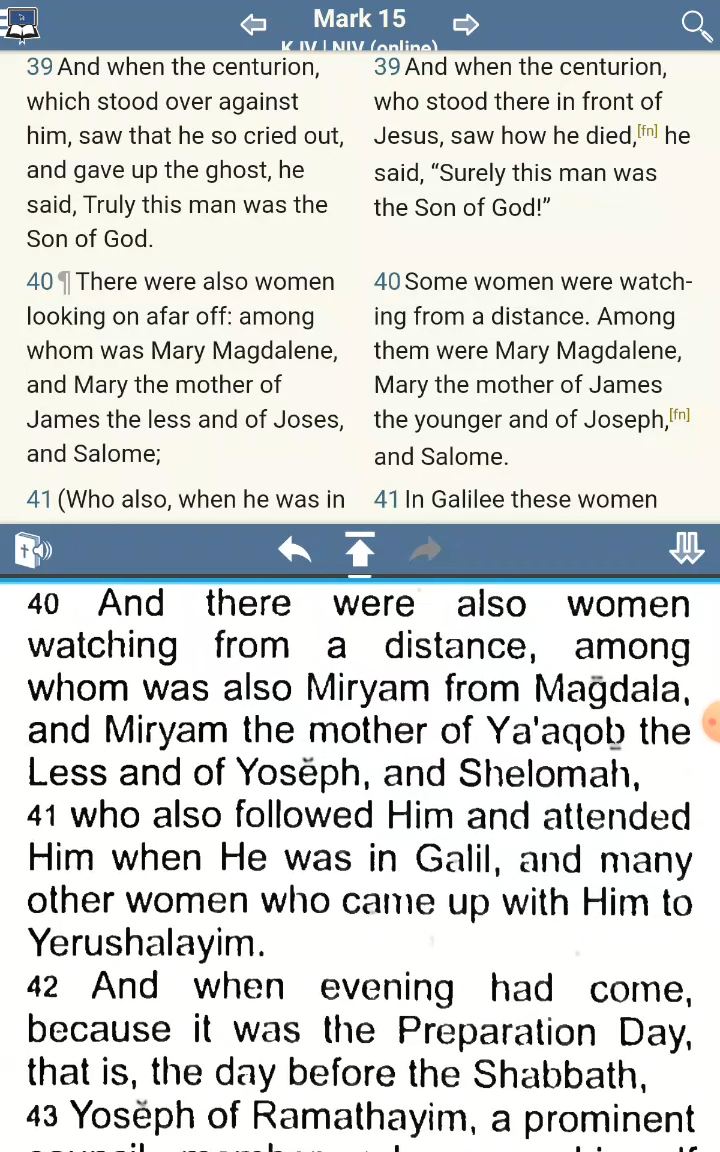 Mark 15
KJV | NIV (online)
39 And when the centurion,
which stood over against
him, saw that he so cried out,
and gave up the ghost, he
said, Truly this man was the
Son of God.
40 ¶ There were also women
looking on afar off: among
whom was Mary Magdalene,
and Mary the mother of
James the less and of Joses,
and Salome;
41 (Who also, when he was in
39 And when the centurion,
who stood there in front of
Jesus, saw how he died,[fn] he
said, “Surely this man was
the Son of God!”
40 Some women were watch-
ing from a distance. Among
them were Mary Magdalene,
Mary the mother of James
the younger and of Joseph,[fn]
and Salome.
41 In Galilee these women
40 And there were also women
watching from a distance, among
whom was also Miryam from Maḡdala,
and Miryam the mother of Ya'aqoḇ the
Less and of Yosĕph, and Shelomah,
41 who also followed Him and attended
Him when He was in Galil, and many
other women who came up with Him to
Yerushalayim.
42 And when evening had come,
because it was the Preparation Day,
that is, the day before the Shabbath,
43 Yosĕph of Ramathayim, a prominent